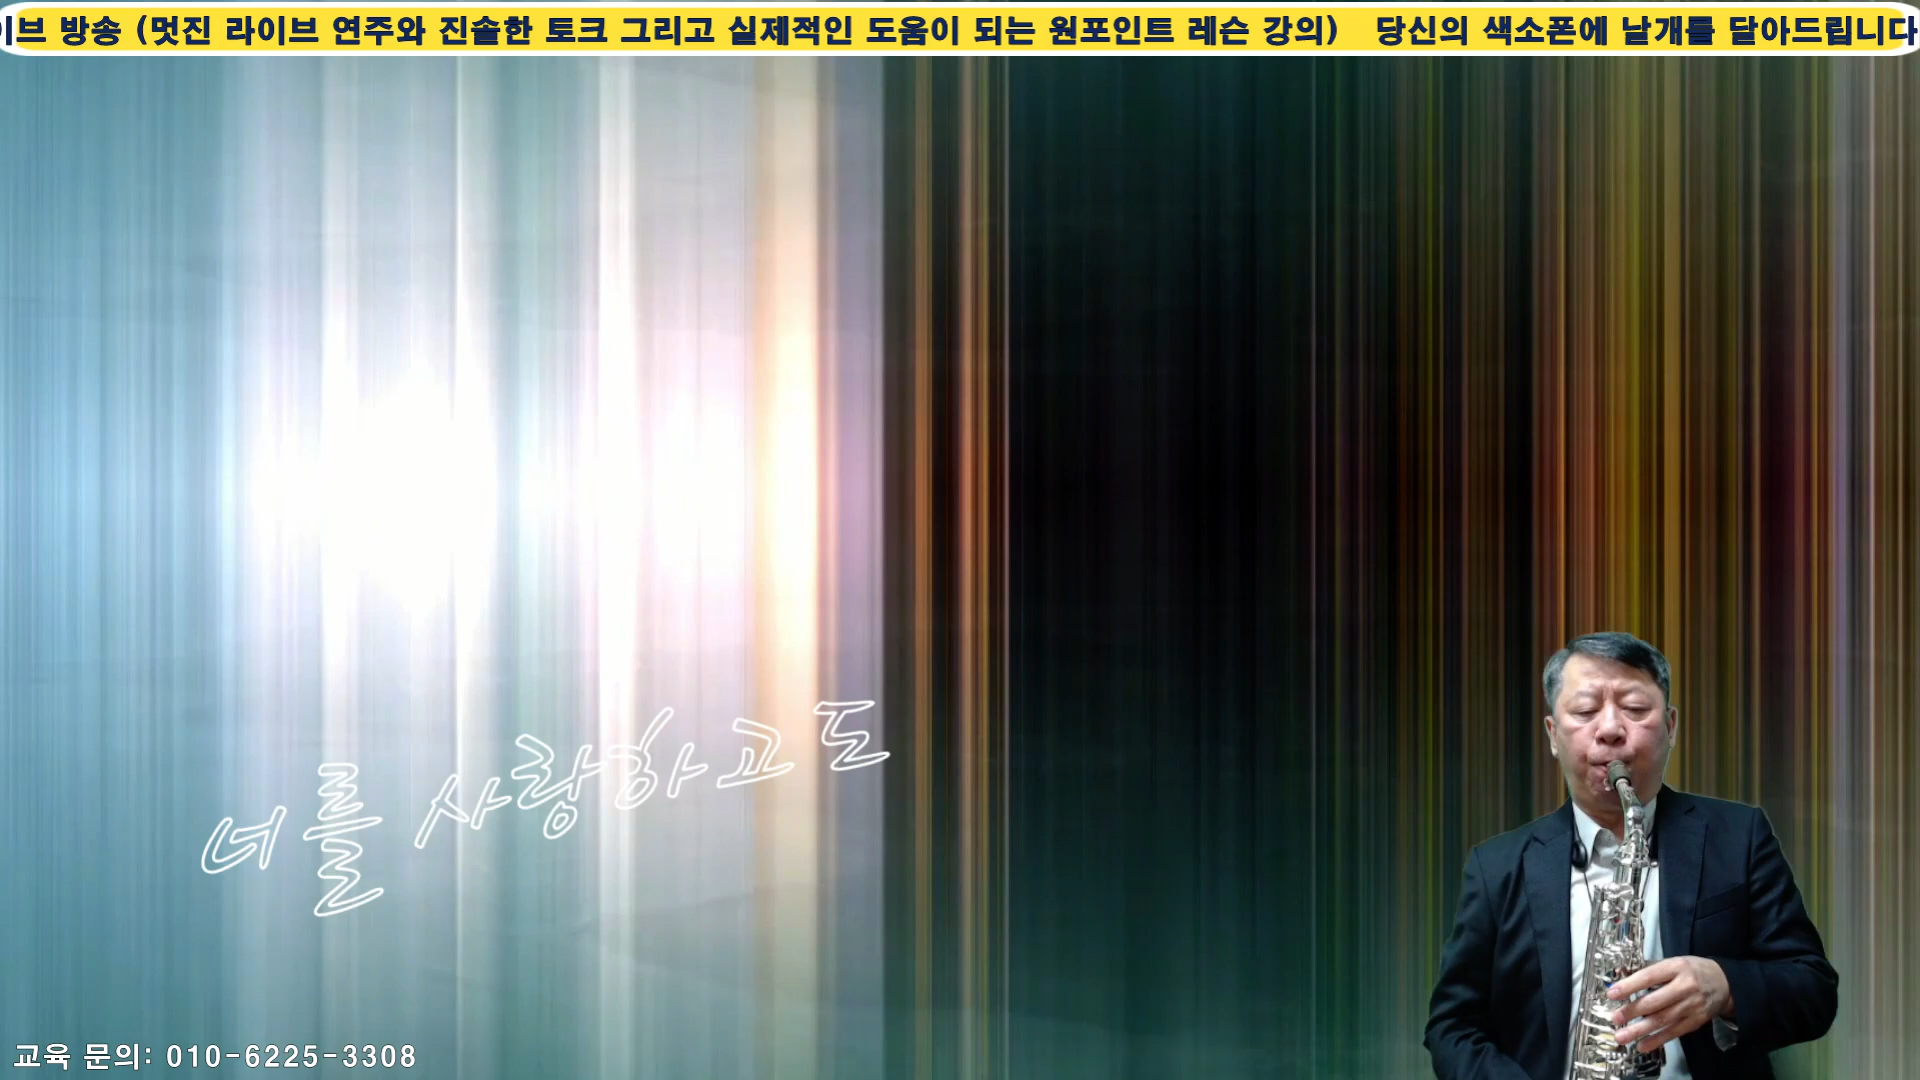 이브 방송 (멋진 라이브 연주와 진솔한 토크 그리고 실제적인 도움이 되는 원포인트 레슨 강의) 당신의 색소폰에 날개를 달아드립니다
너를 사랑하고도
교육 문의: 010-6225-3308